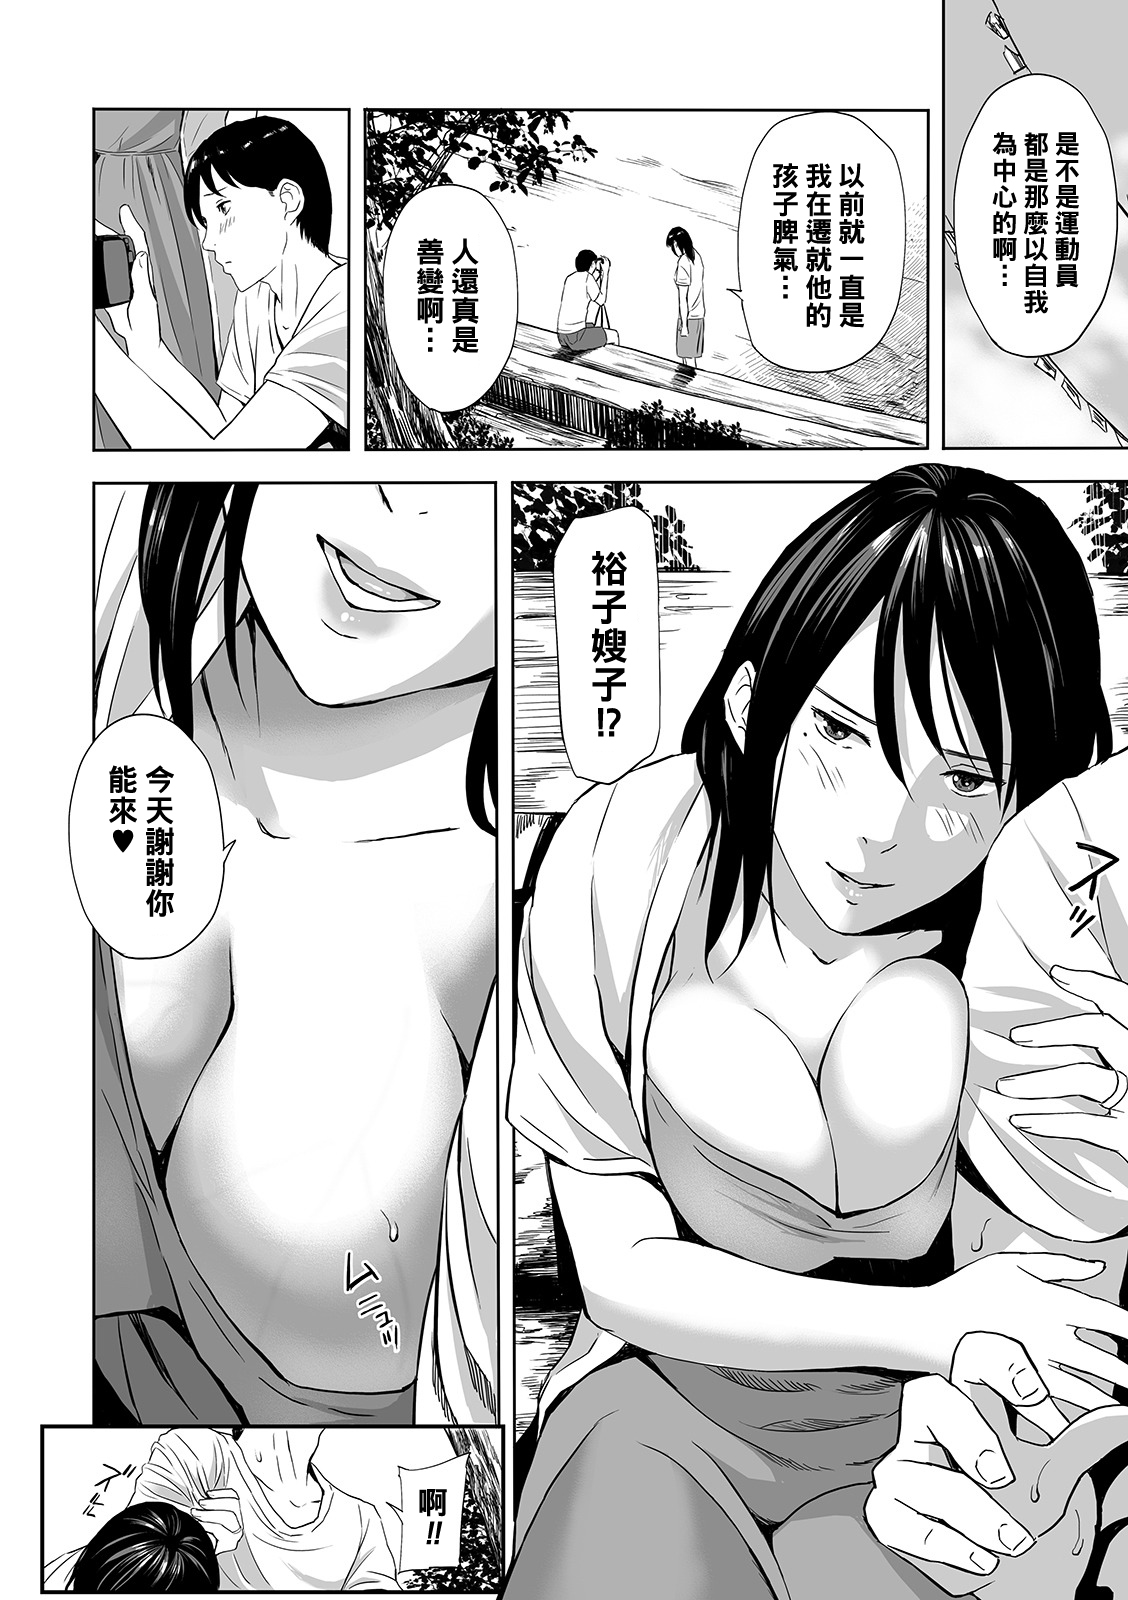 是不是運動員
都是那麼以自我
為中心的啊…
以前就一直是
我在遷就他的
孩子脾氣…
人還真是
善變啊…
裕子嫂子!?
ズイ
今天謝謝你
能來♥
ムニュッ
啊!!